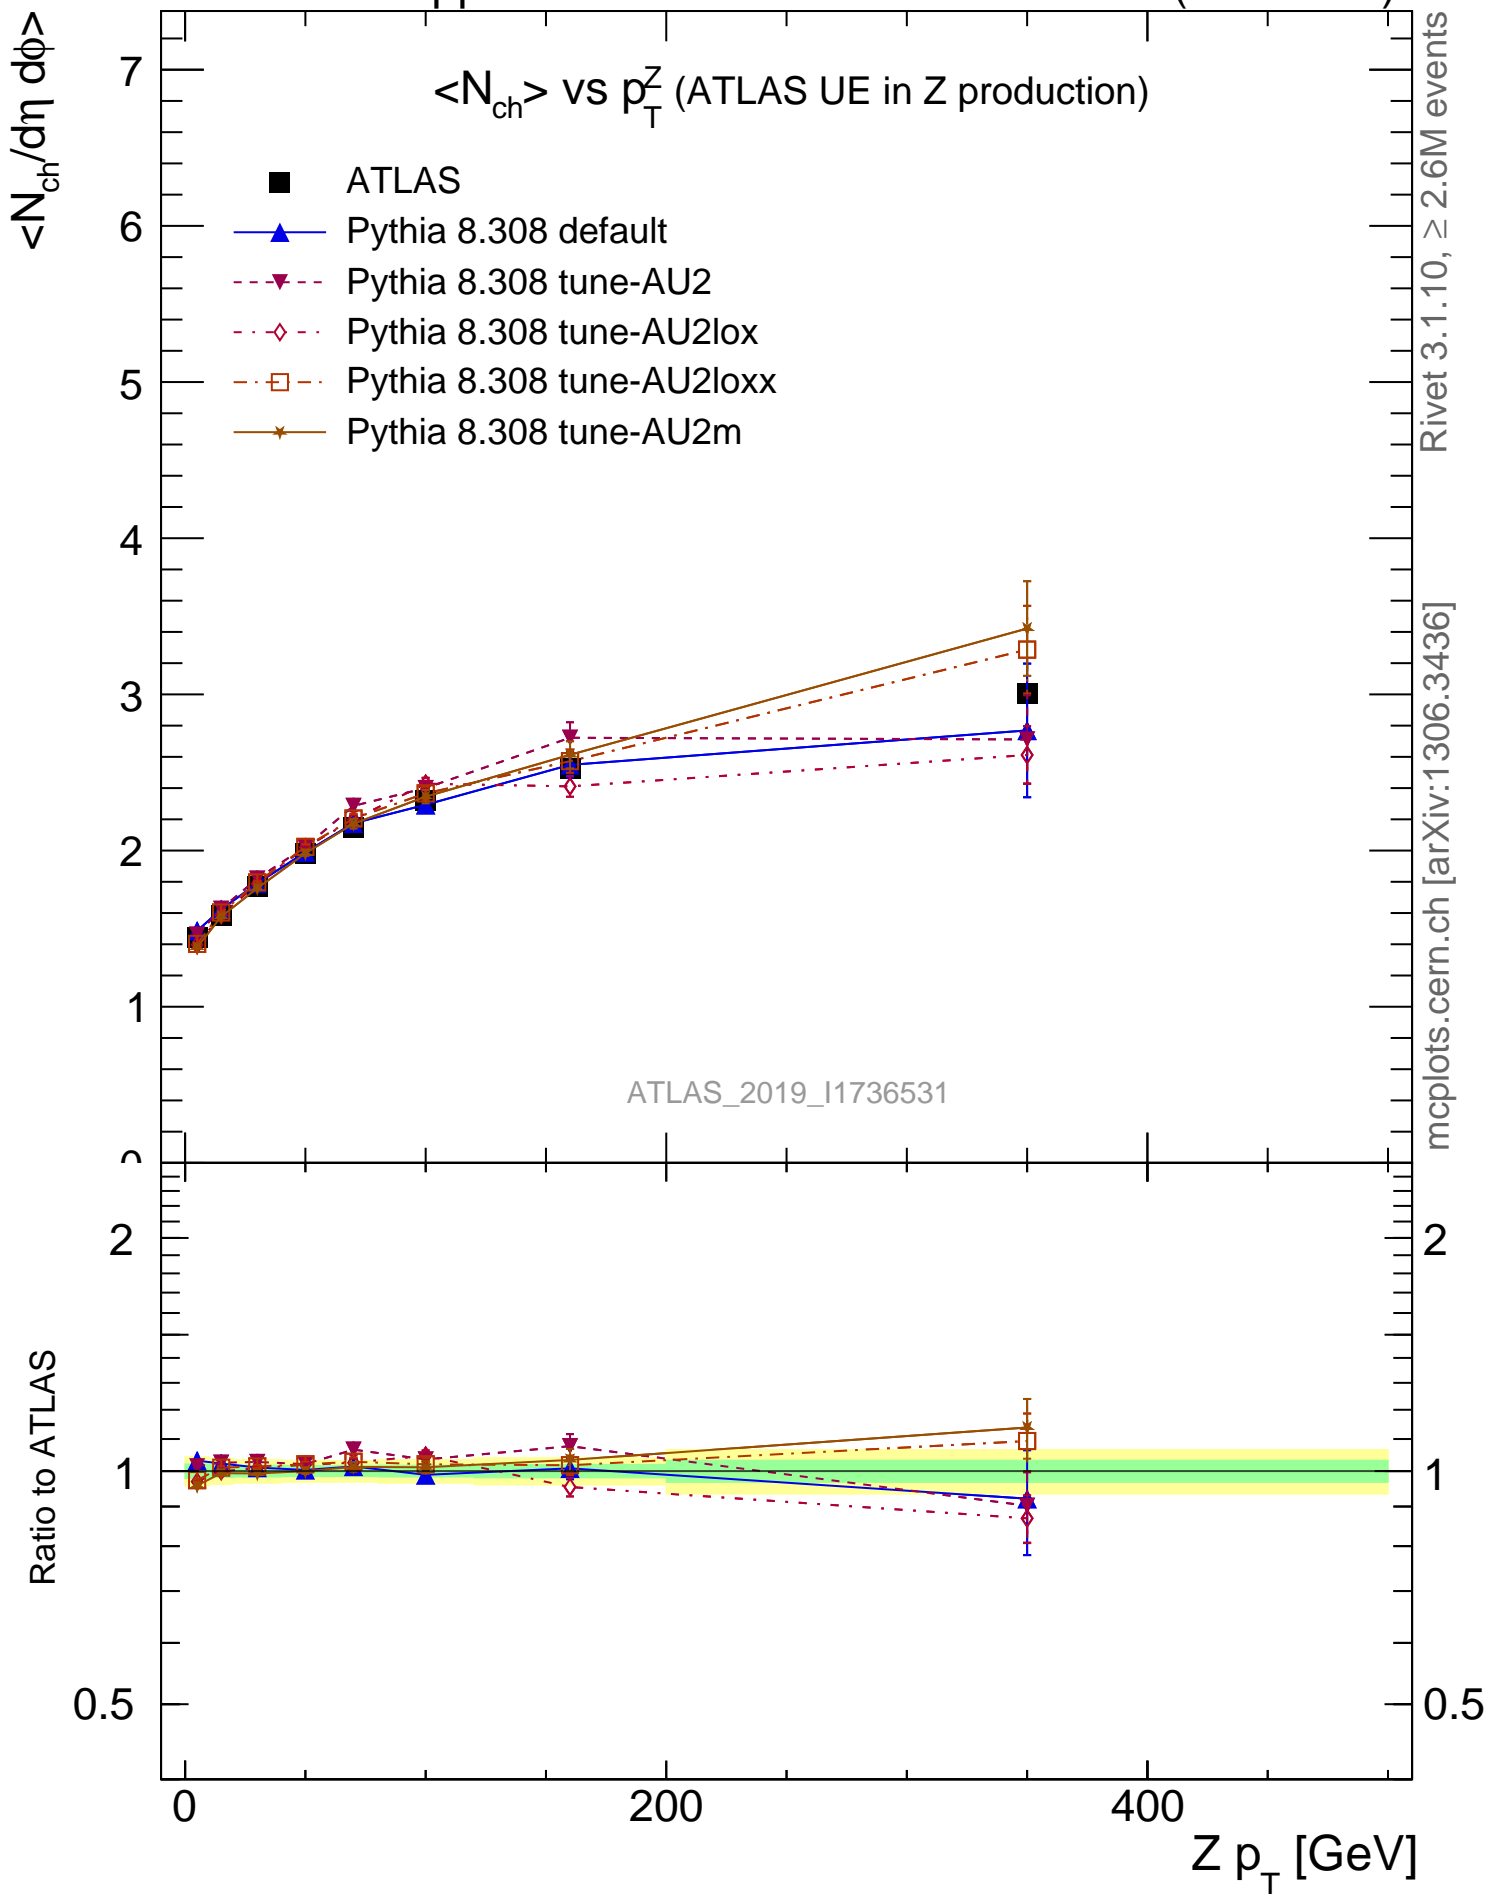 pp
<N_ch/dη dϕ>
<N_ch> vs p_T^Z (ATLAS UE in Z production)
ATLAS
Pythia 8.308 default
Pythia 8.308 tune-AU2
Pythia 8.308 tune-AU2lox
Pythia 8.308 tune-AU2loxx
Pythia 8.308 tune-AU2m
7
6
5
4
3
2
1
0
ATLAS_2019_I1736531
Rivet 3.1.10, ≥ 2.6M events
mcplots.cern.ch [arXiv:1306.3436]
Ratio to ATLAS
2
1
0.5
2
1
0.5
0
200
400
Z p_T [GeV]